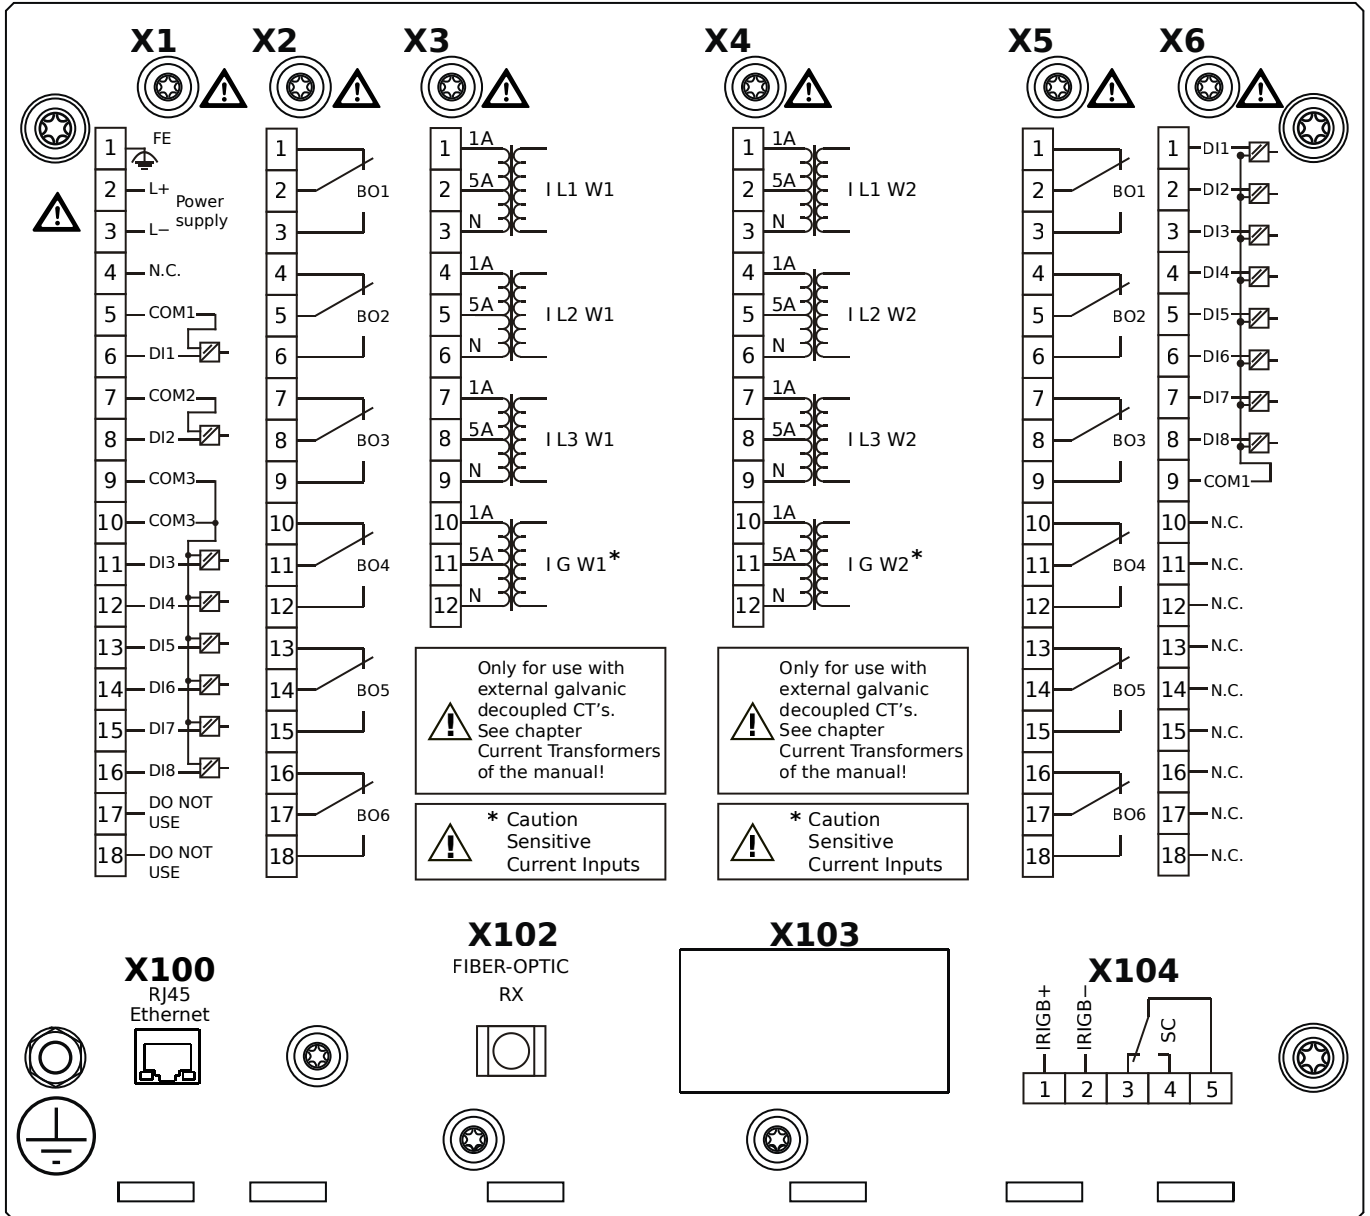 X1
X2
X3
X4
X5
X6
1 FE
2 L+
Power
supply
3 L−
4 N.C.
5 COM1
6 DI1
7 COM2
8 DI2
9 COM3
10 COM3
11 DI3
12 DI4
13 DI5
14 DI6
15 DI7
16 DI8
17 DO NOT
USE
18 DO NOT
USE
1
2 BO1
3
4
5 BO2
6
7
8 BO3
9
10
11 BO4
12
13
14 BO5
15
16
17 BO6
18
1 1A
2 5A I L1 W1
3 N
4 1A
5 5A I L2 W1
6 N
7 1A
8 5A I L3 W1
9 N
10 1A
11 5A I G W1*
12 N
Only for use with
external galvanic
decoupled CT's.
See chapter
Current Transformers
of the manual!
* Caution
Sensitive
Current Inputs
1 1A
2 5A I L1 W2
3 N
4 1A
5 5A I L2 W2
6 N
7 1A
8 5A I L3 W2
9 N
10 1A
11 5A I G W2*
12 N
Only for use with
external galvanic
decoupled CT's.
See chapter
Current Transformers
of the manual!
* Caution
Sensitive
Current Inputs
1
2 BO1
3
4
5 BO2
6
7
8 BO3
9
10
11 BO4
12
13
14 BO5
15
16
17 BO6
18
1 DI1
2 DI2
3 DI3
4 DI4
5 DI5
6 DI6
7 DI7
8 DI8
9 COM1
10 N.C.
11 N.C.
12 N.C.
13 N.C.
14 N.C.
15 N.C.
16 N.C.
17 N.C.
18 N.C.
X100
RJ45
Ethernet
X102
FIBER-OPTIC
RX
X103
X104
IRIGB+
IRIGB−
SC
1 2 3 4 5